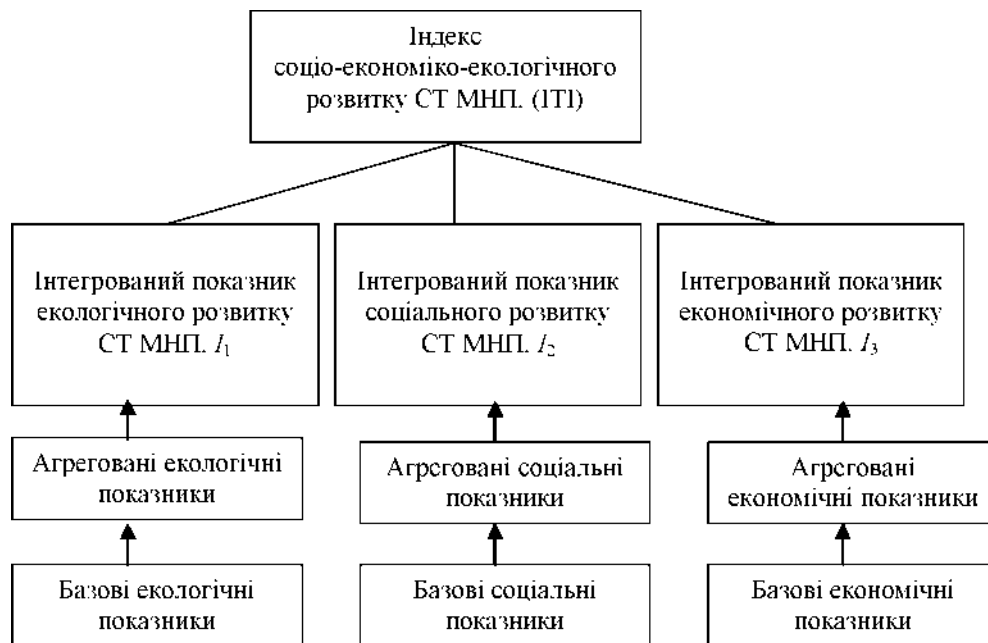 Індекс
соціо-економіко-екологічного
розвитку СТ МНП. (ІТІ)
Інтегрований показник
екологічного розвитку
СТ МНП. I₁
Інтегрований показник
соціального розвитку
СТ МНП. I₂
Інтегрований показник
економічного розвитку
СТ МНП. I₃
Агреговані екологічні
показники
Агреговані соціальні
показники
Агреговані
економічні показники
Базові екологічні
показники
Базові соціальні
показники
Базові економічні
показники